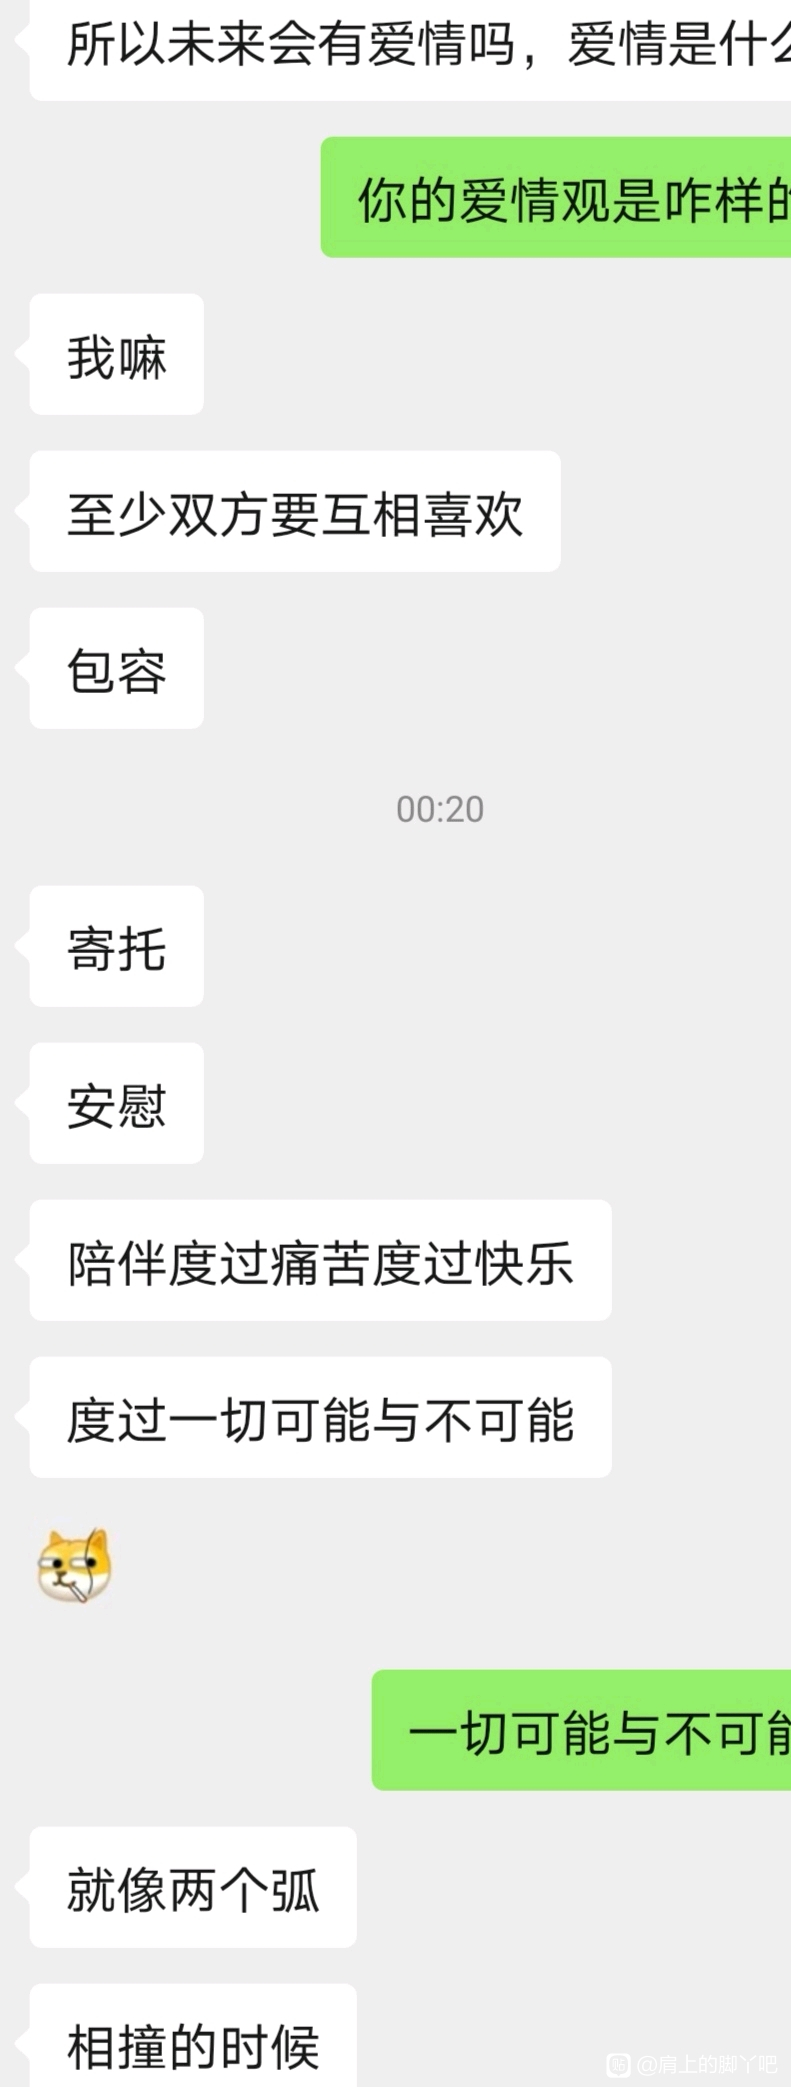 所以未来会有爱情吗，爱情是什
你的爱情观是咋样
我嘛
至少双方要互相喜欢
包容
00:20
寄托
安慰
陪伴度过痛苦度过快乐
度过一切可能与不可能
一切可能与不可
就像两个弧
相撞的时候
@肩上的脚丫吧